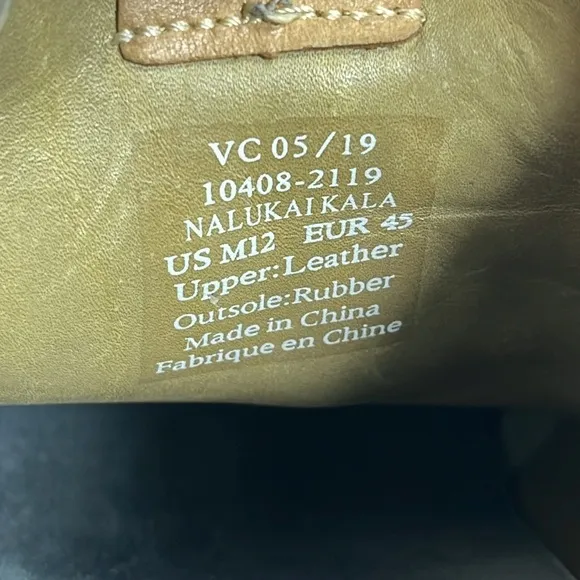 VC 05/19
10408-2119
NALUKAI KALA
US M12 EUR 45
Upper:Leather
Outsole:Rubber
Made in China
Fabrique en Chine